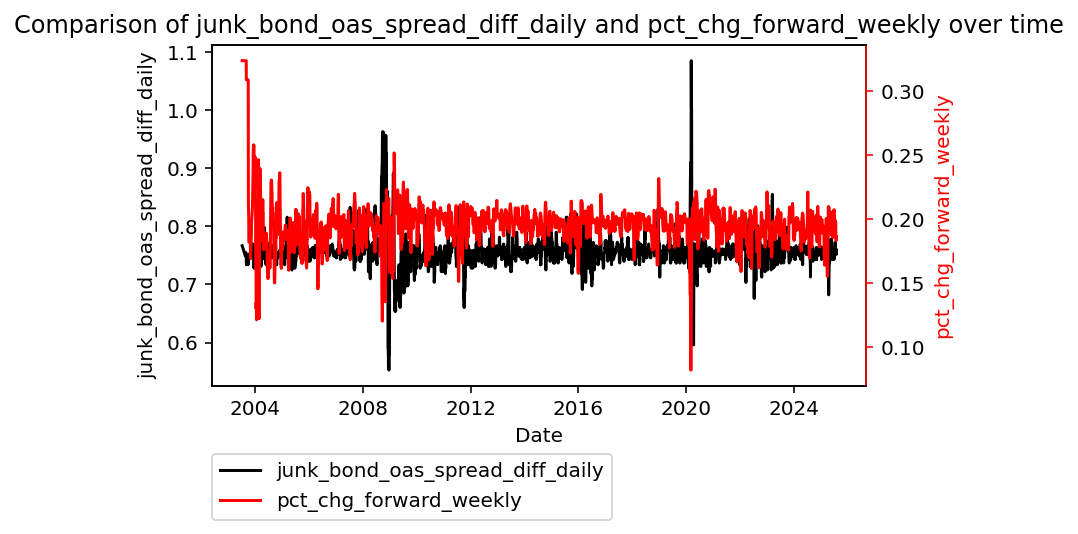 Comparison of junk_bond_oas_spread_diff_daily and pct_chg_forward_weekly over time
junk_bond_oas_spread_diff_daily
1.1
1.0
0.9
0.8
0.7
0.6
0.30
0.25
0.20
0.15
0.10
pct_chg_forward_weekly
2004 2008 2012 2016 2020 2024
Date
junk_bond_oas_spread_diff_daily
pct_chg_forward_weekly